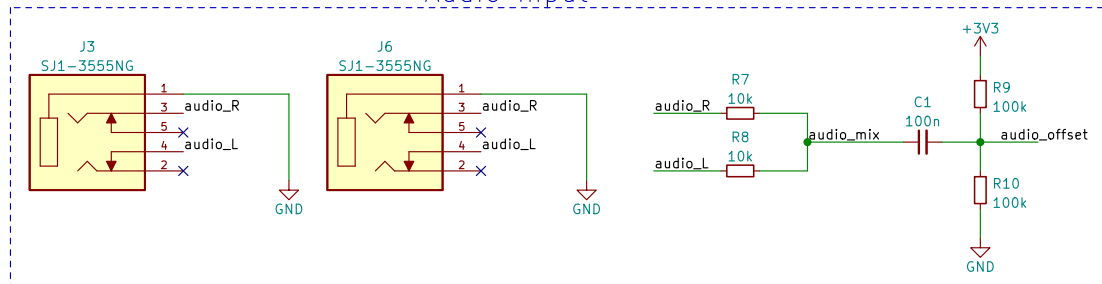 Audio Input
J3
SJ1-3555NG
1
3
audio_R
5
4
audio_L
2
GND
J6
SJ1-3555NG
1
3
audio_R
5
4
audio_L
2
GND
audio_R
R7
10k
R8
10k
audio_L
audio_mix
C1
100n
+3V3
R9
100k
audio_offset
R10
100k
GND